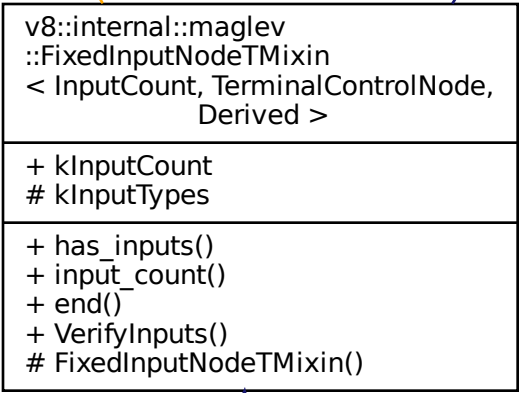 v8::internal::maglev
::FixedInputNodeTMixin
< InputCount, TerminalControlNode,
Derived >
+ kInputCount
# kInputTypes
+ has_inputs()
+ input_count()
+ end()
+ VerifyInputs()
# FixedInputNodeTMixin()